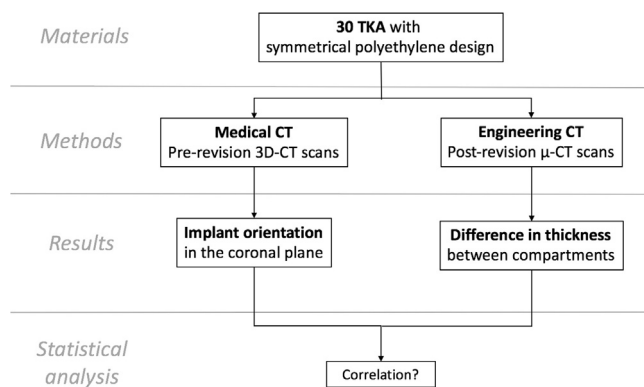 Materials
30 TKA with
symmetrical polyethylene design
Methods
Medical CT
Pre-revision 3D-CT scans
Engineering CT
Post-revision μ-CT scans
Results
Implant orientation
in the coronal plane
Difference in thickness
between compartments
Statistical
analysis
Correlation?